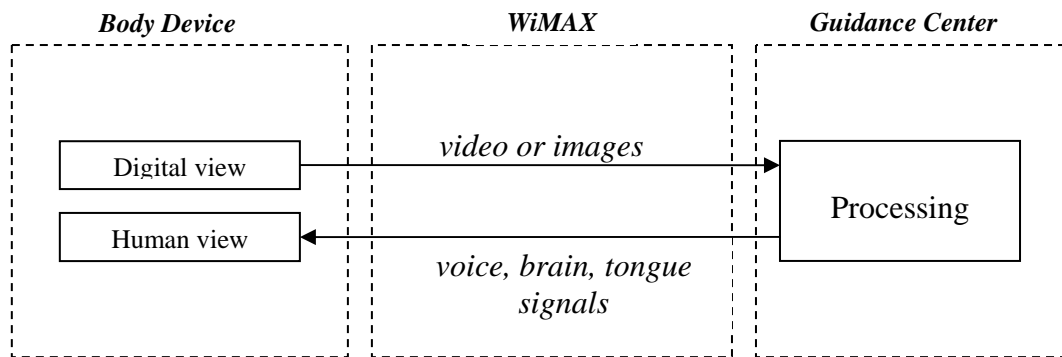 Body Device
WiMAX
Guidance Center
Digital view
video or images
Processing
Human view
voice, brain, tongue
signals